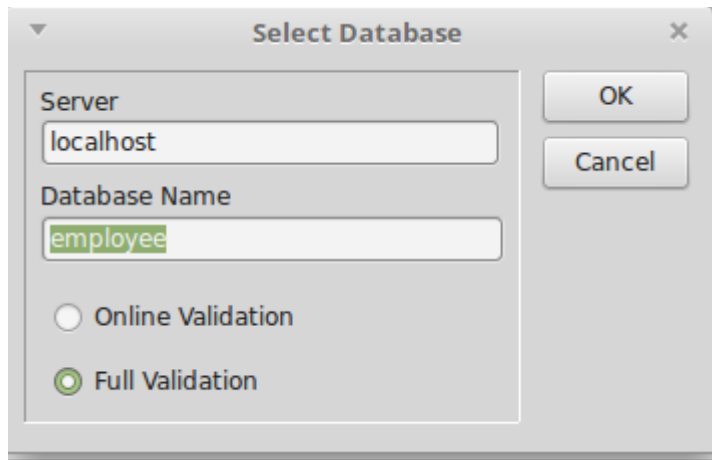 Select Database
Server
localhost
Database Name
employee
Online Validation
Full Validation
OK
Cancel